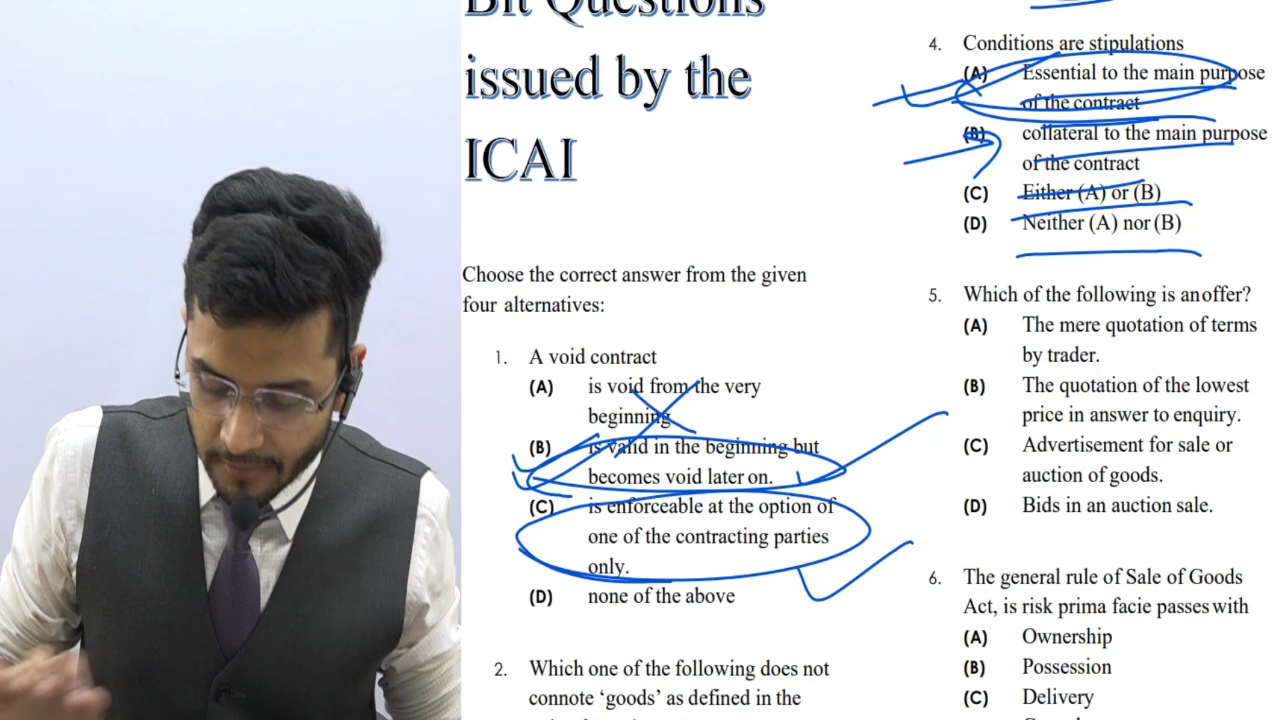 Bit Questions
issued by the
ICAI
Choose the correct answer from the given
four alternatives:
1. A void contract
(A) is void from the very
beginning
(B) is valid in the beginning but
becomes void later on.
(C) is enforceable at the option of
one of the contracting parties
only.
(D) none of the above
2. Which one of the following does not
connote ‘goods’ as defined in the
4. Conditions are stipulations
(A) Essential to the main purpose
of the contract
(B) collateral to the main purpose
of the contract
(C) Either (A) or (B)
(D) Neither (A) nor (B)
5. Which of the following is anoffer?
(A) The mere quotation of terms
by trader.
(B) The quotation of the lowest
price in answer to enquiry.
(C) Advertisement for sale or
auction of goods.
(D) Bids in an auction sale.
6. The general rule of Sale of Goods
Act, is risk prima facie passes with
(A) Ownership
(B) Possession
(C) Delivery